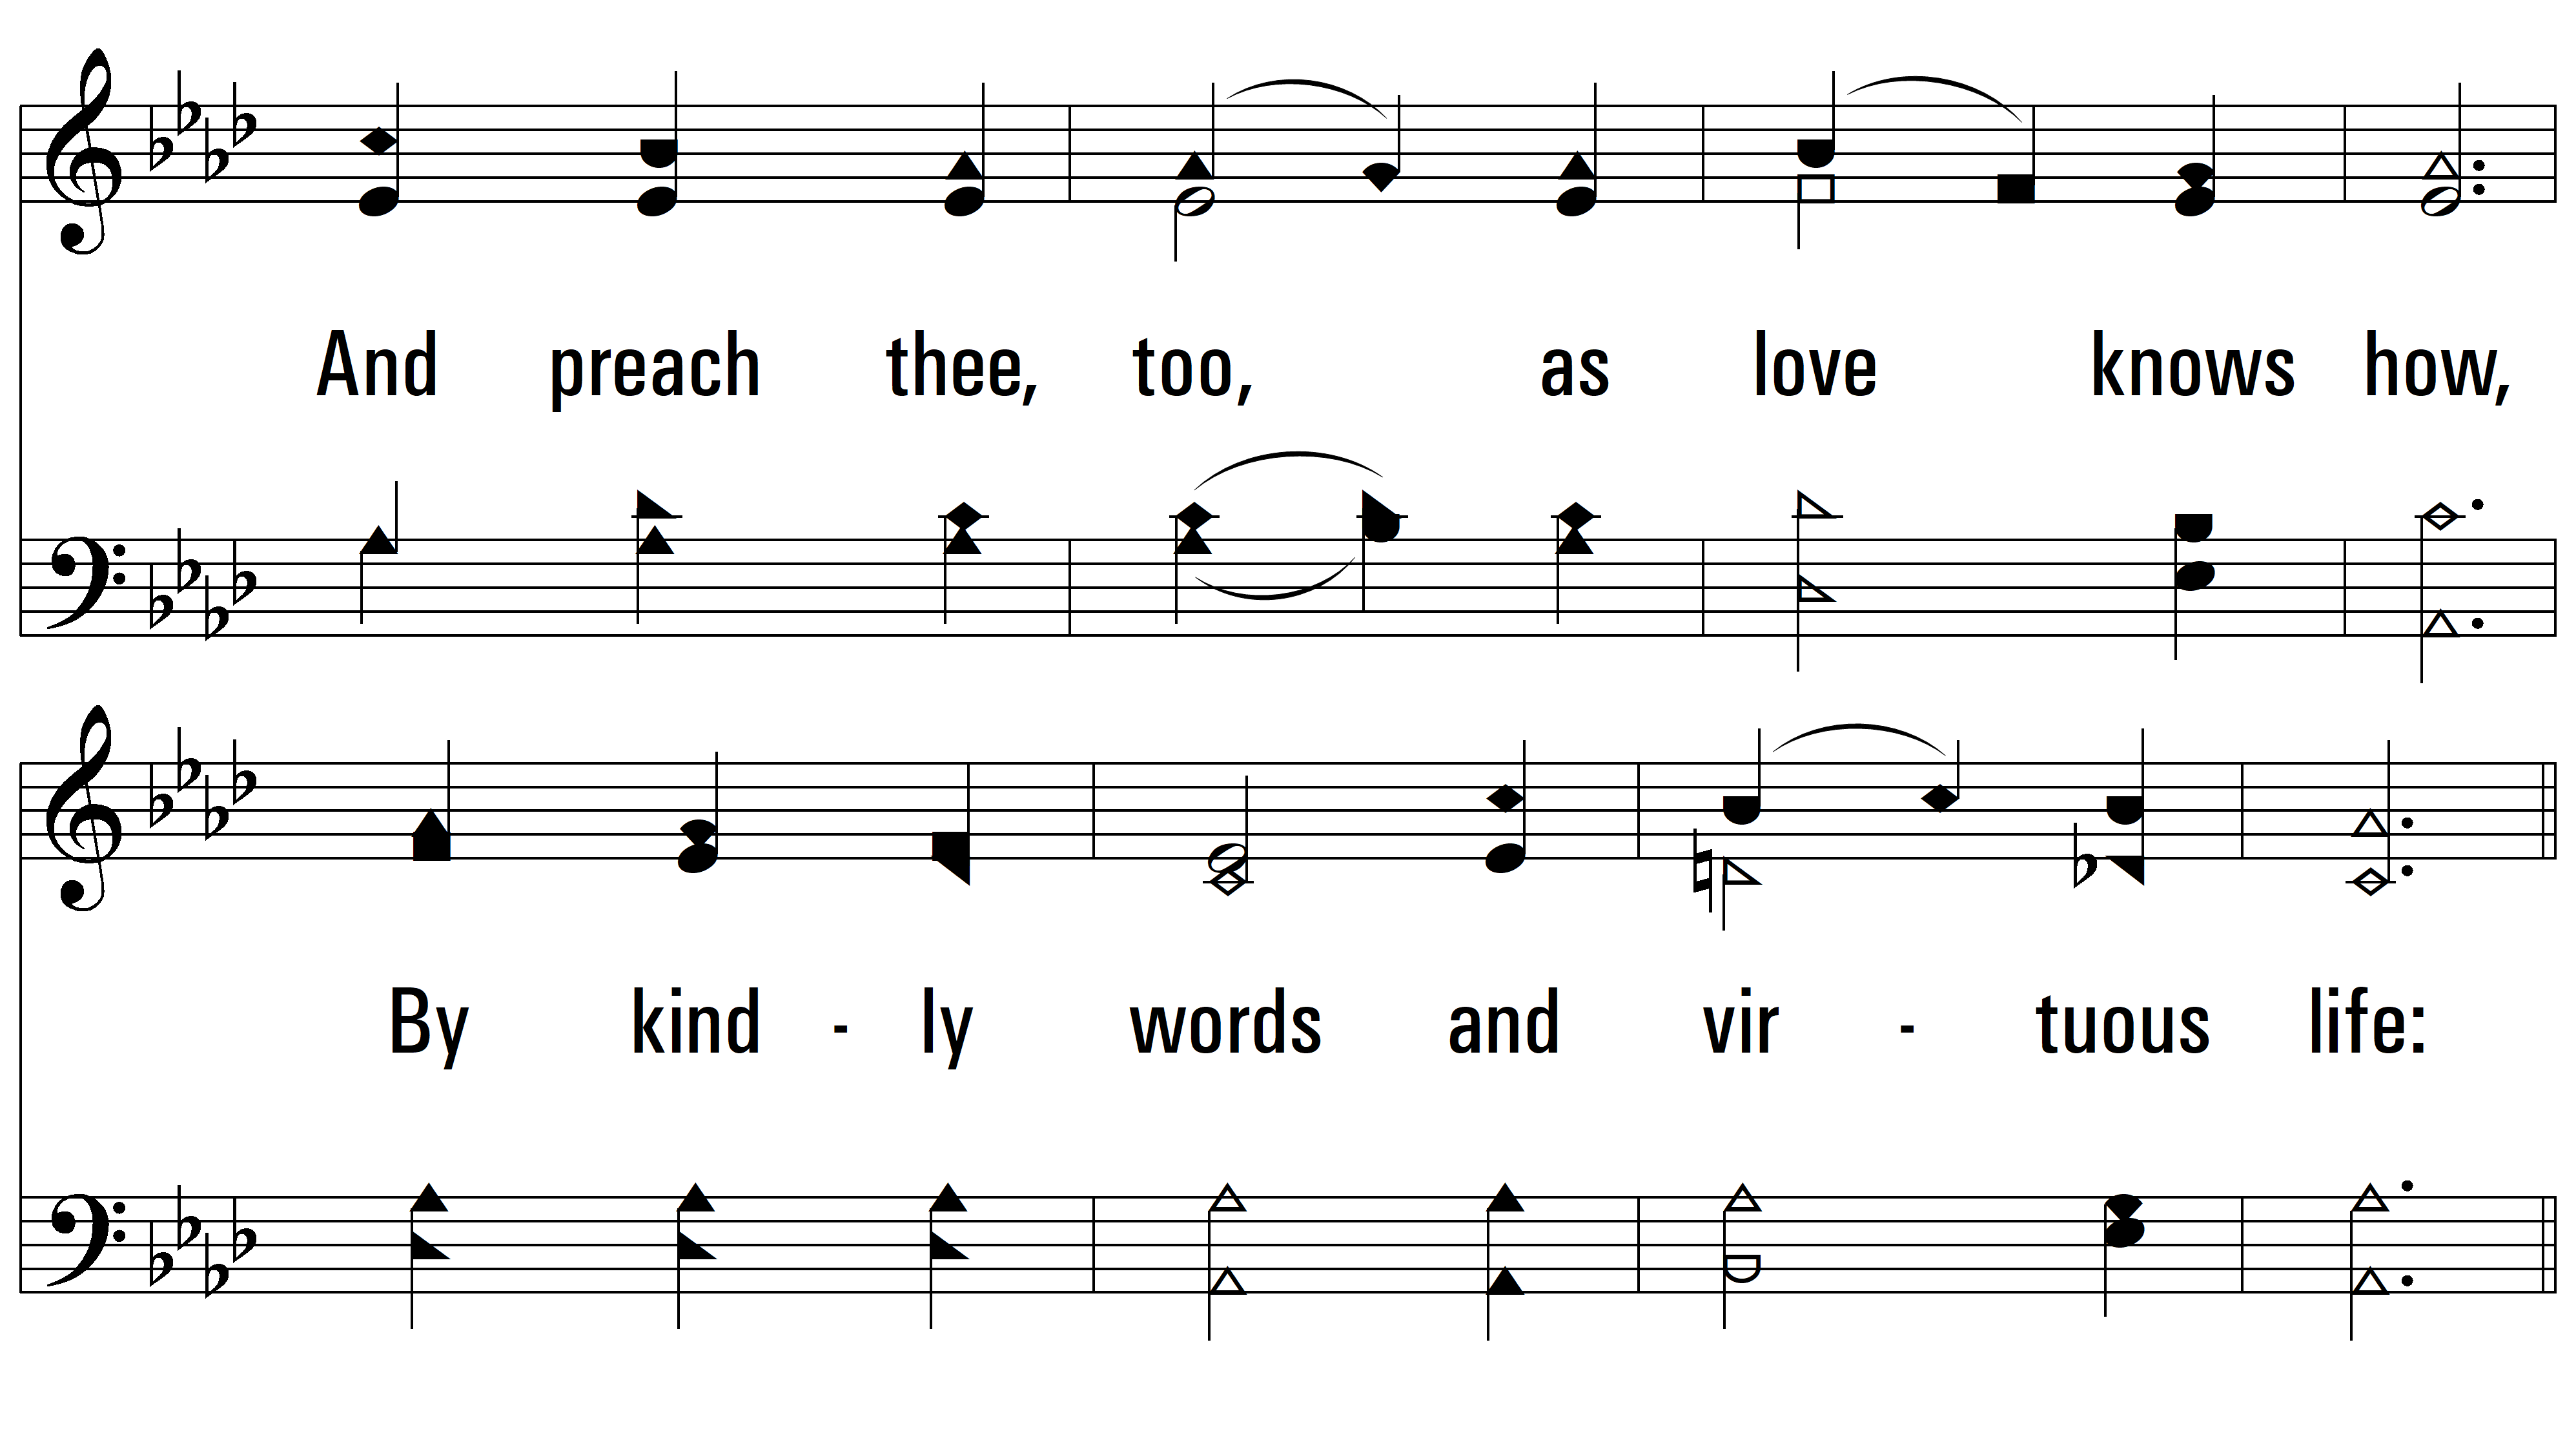 And preach thee, too, as love knows how,
By kind - ly words and vir - tuous life: